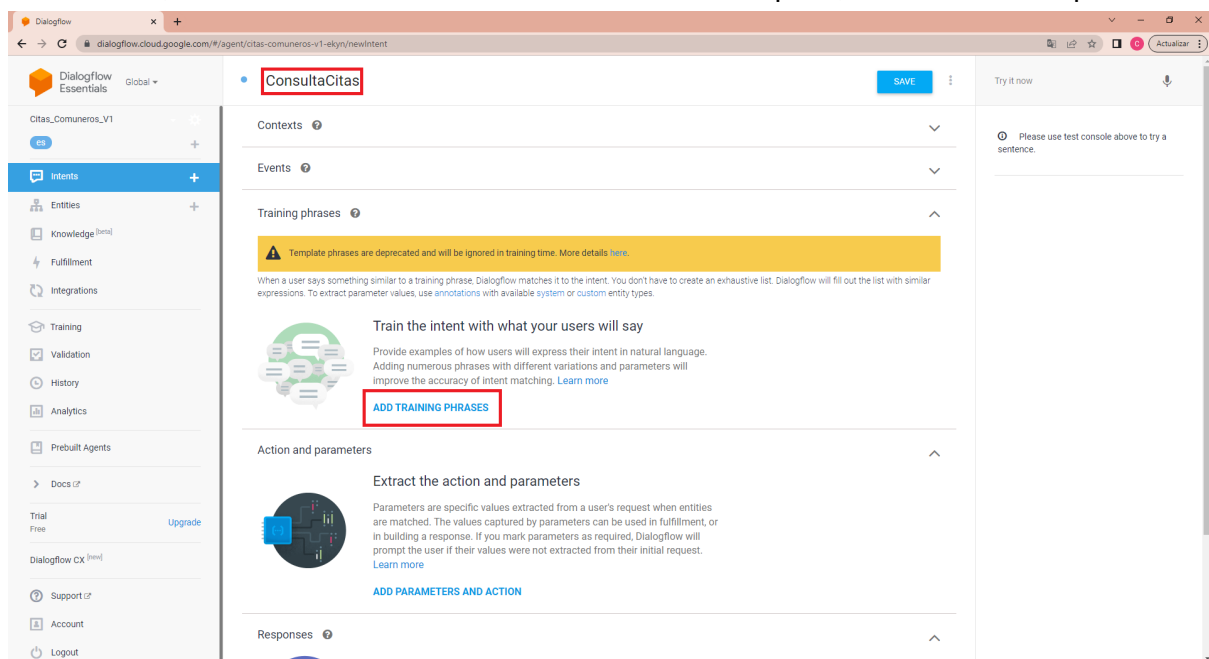 Dialogflow
dialogflow.cloud.google.com/#/agent/citas-comuneros-v1-ekyn/newIntent
Actualizar
Dialogflow
Essentials
Global
ConsultaCitas
SAVE
Try it now
Citas_Comuneros_V1
es
Intents
Entities
Knowledge [beta]
Fulfillment
Integrations
Training
Validation
History
Analytics
Prebuilt Agents
Docs
Trial
Free
Upgrade
Dialogflow CX [new]
Support
Account
Logout
Contexts
Events
Training phrases
Template phrases are deprecated and will be ignored in training time. More details here.
When a user says something similar to a training phrase, Dialogflow matches it to the intent. You don't have to create an exhaustive list. Dialogflow will fill out the list with similar
expressions. To extract parameter values, use annotations with available system or custom entity types.
Train the intent with what your users will say
Provide examples of how users will express their intent in natural language.
Adding numerous phrases with different variations and parameters will
improve the accuracy of intent matching. Learn more
ADD TRAINING PHRASES
Action and parameters
Extract the action and parameters
Parameters are specific values extracted from a user's request when entities
are matched. The values captured by parameters can be used in fulfillment, or
in building a response. If you mark parameters as required, Dialogflow will
prompt the user if their values were not extracted from their initial request.
Learn more
ADD PARAMETERS AND ACTION
Responses
Please use test console above to try a
sentence.